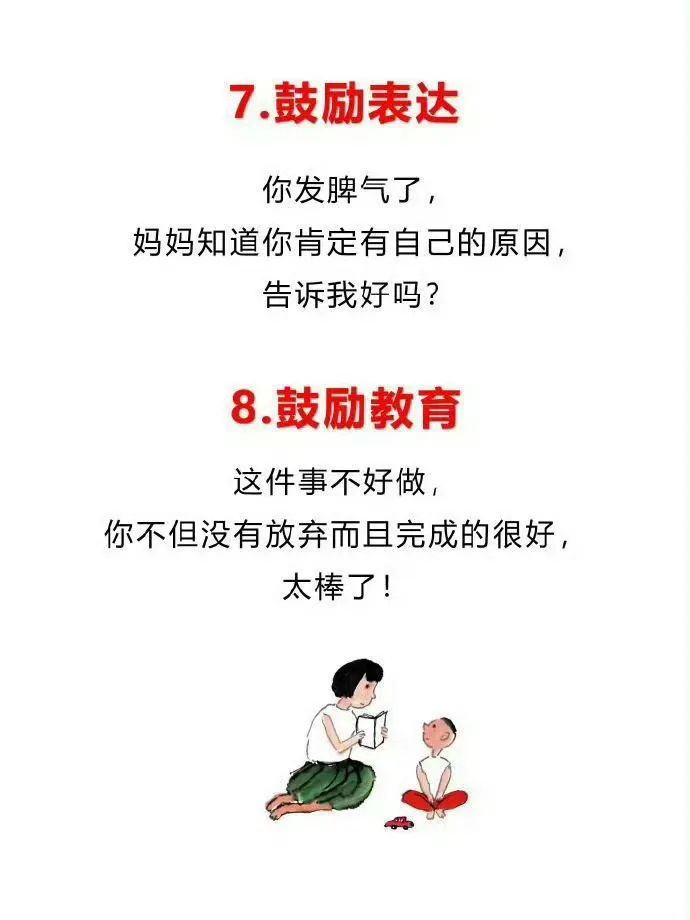 7.鼓励表达
你发脾气了，
妈妈知道你肯定有自己的原因，
告诉我好吗？
8.鼓励教育
这件事不好做，
你不但没有放弃而且完成的很好，
太棒了！